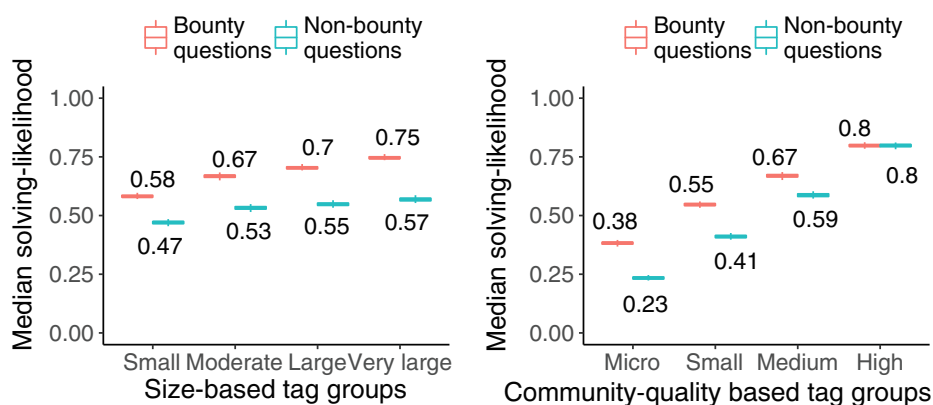 Bounty questions
Non-bounty questions
Median solving-likelihood
1.00
0.75
0.50
0.25
0.00
0.58
0.67
0.7
0.75
0.47
0.53
0.55
0.57
Small Moderate Large Very large
Size-based tag groups
Bounty questions
Non-bounty questions
Median solving-likelihood
1.00
0.75
0.50
0.25
0.00
0.38
0.55
0.67
0.8
0.23
0.41
0.59
0.8
Micro Small Medium High
Community-quality based tag groups